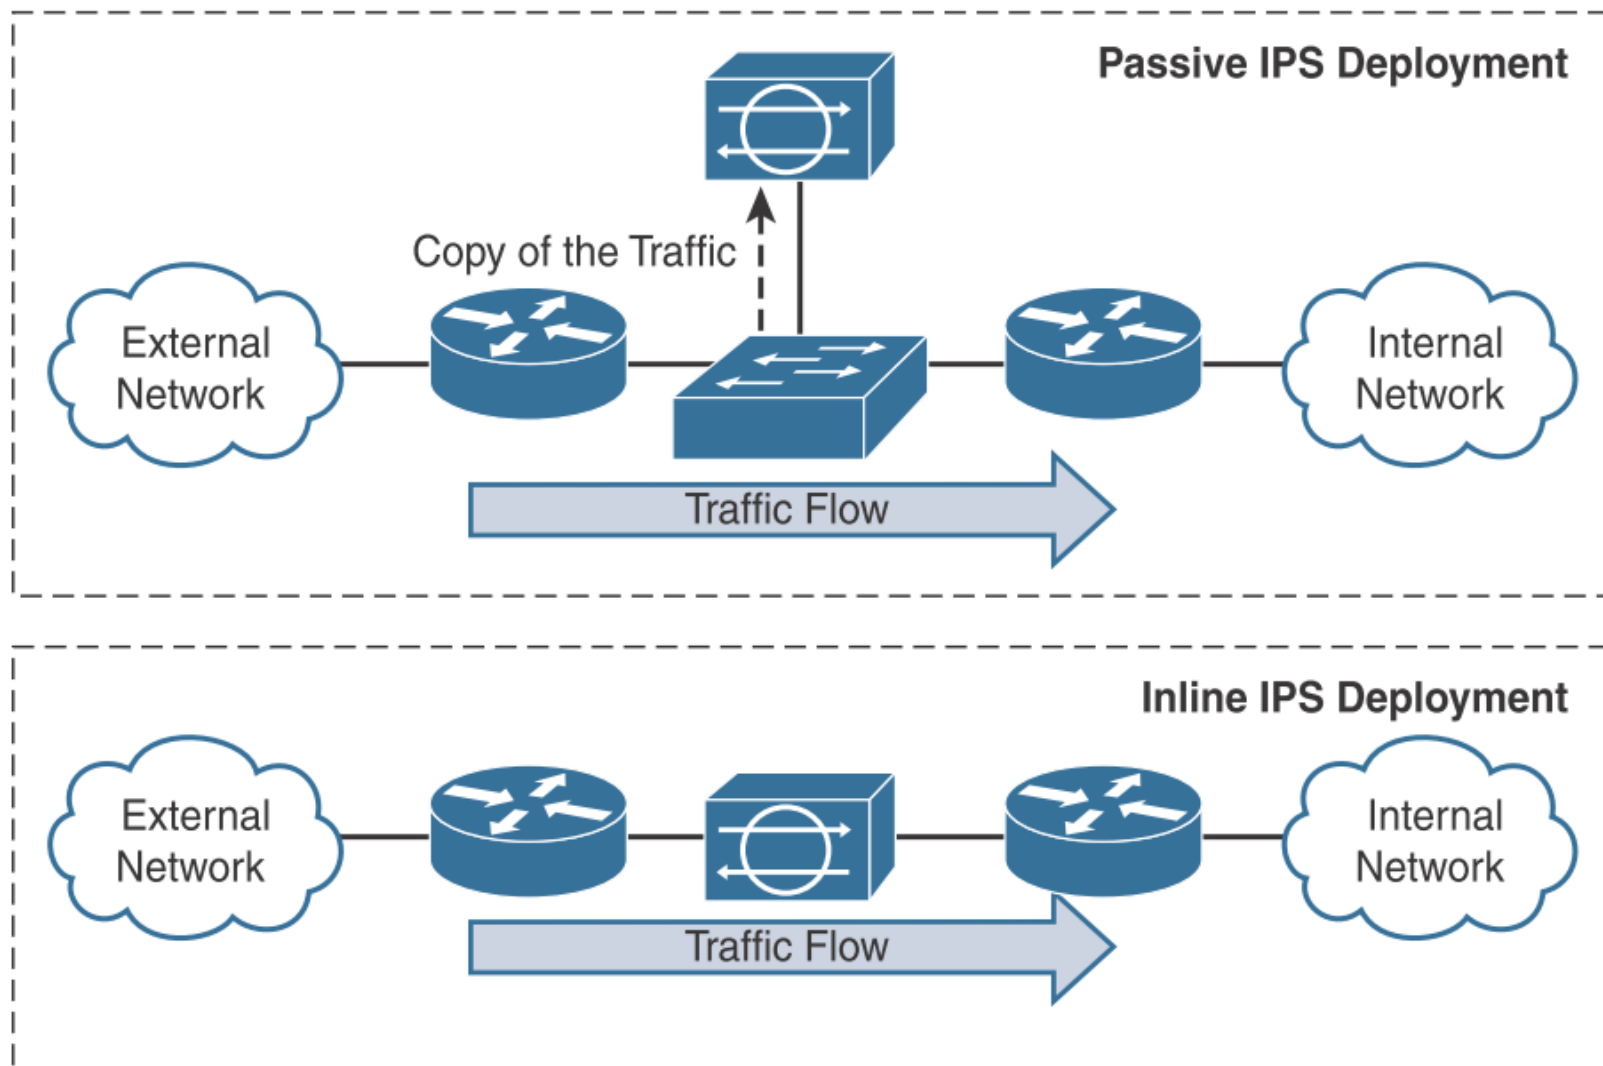 Passive IPS Deployment
Copy of the Traffic
External
Network
Internal
Network
Traffic Flow
Inline IPS Deployment
External
Network
Internal
Network
Traffic Flow